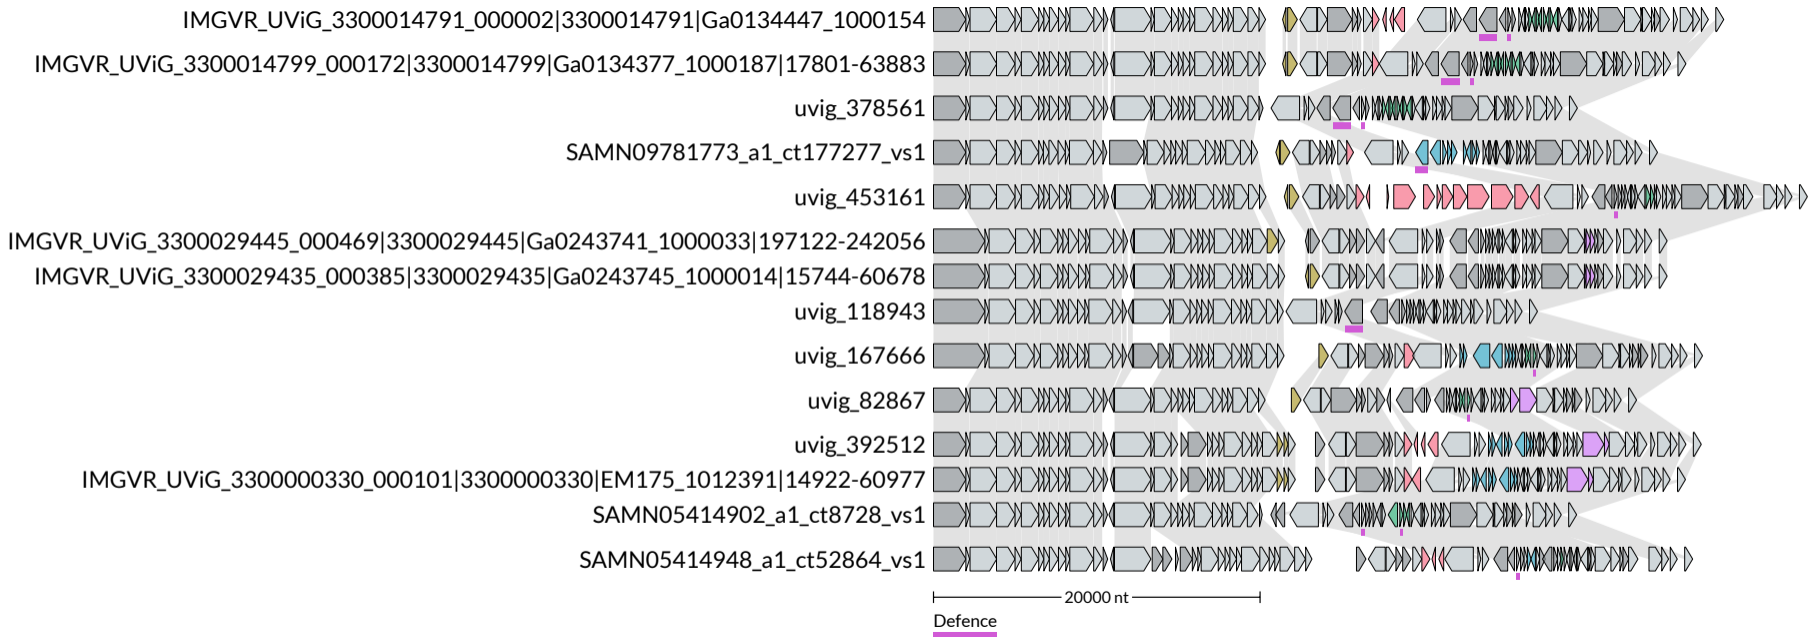 IMGVR_UViG_3300014791_000002|3300014791|Ga0134447_1000154
IMGVR_UViG_3300014799_000172|3300014799|Ga0134377_1000187|17801-63883
uvig_378561
SAMN09781773_a1_ct177277_vs1
uvig_453161
IMGVR_UViG_3300029445_000469|3300029445|Ga0243741_1000033|197122-242056
IMGVR_UViG_3300029435_000385|3300029435|Ga0243745_1000014|15744-60678
uvig_118943
uvig_167666
uvig_82867
uvig_392512
IMGVR_UViG_3300000330_000101|3300000330|EM175_1012391|14922-60977
SAMN05414902_a1_ct8728_vs1
SAMN05414948_a1_ct52864_vs1
20000 nt
Defence